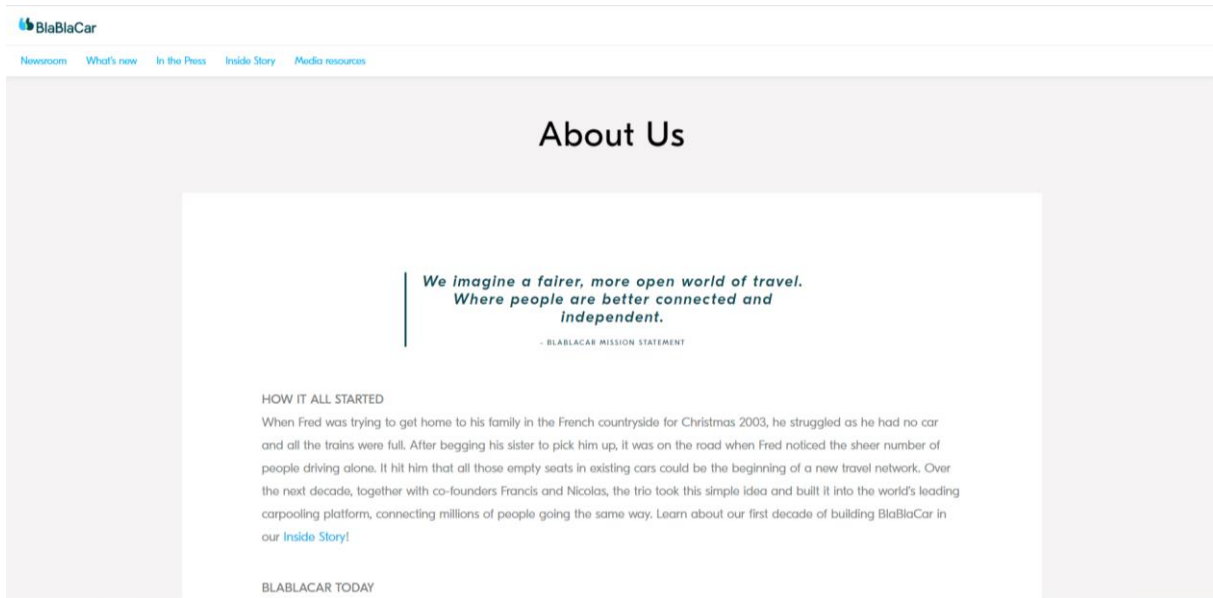 BlaBlaCar
Newsroom What's new In the Press Inside Story Media resources
About Us
We imagine a fairer, more open world of travel.
Where people are better connected and
independent.
- BLABLACAR MISSION STATEMENT
HOW IT ALL STARTED
When Fred was trying to get home to his family in the French countryside for Christmas 2003, he struggled as he had no car
and all the trains were full. After begging his sister to pick him up, it was on the road when Fred noticed the sheer number of
people driving alone. It hit him that all those empty seats in existing cars could be the beginning of a new travel network. Over
the next decade, together with co-founders Francis and Nicolas, the trio took this simple idea and built it into the world's leading
carpooling platform, connecting millions of people going the same way. Learn about our first decade of building BlaBlaCar in
our Inside Story!
BLABLACAR TODAY